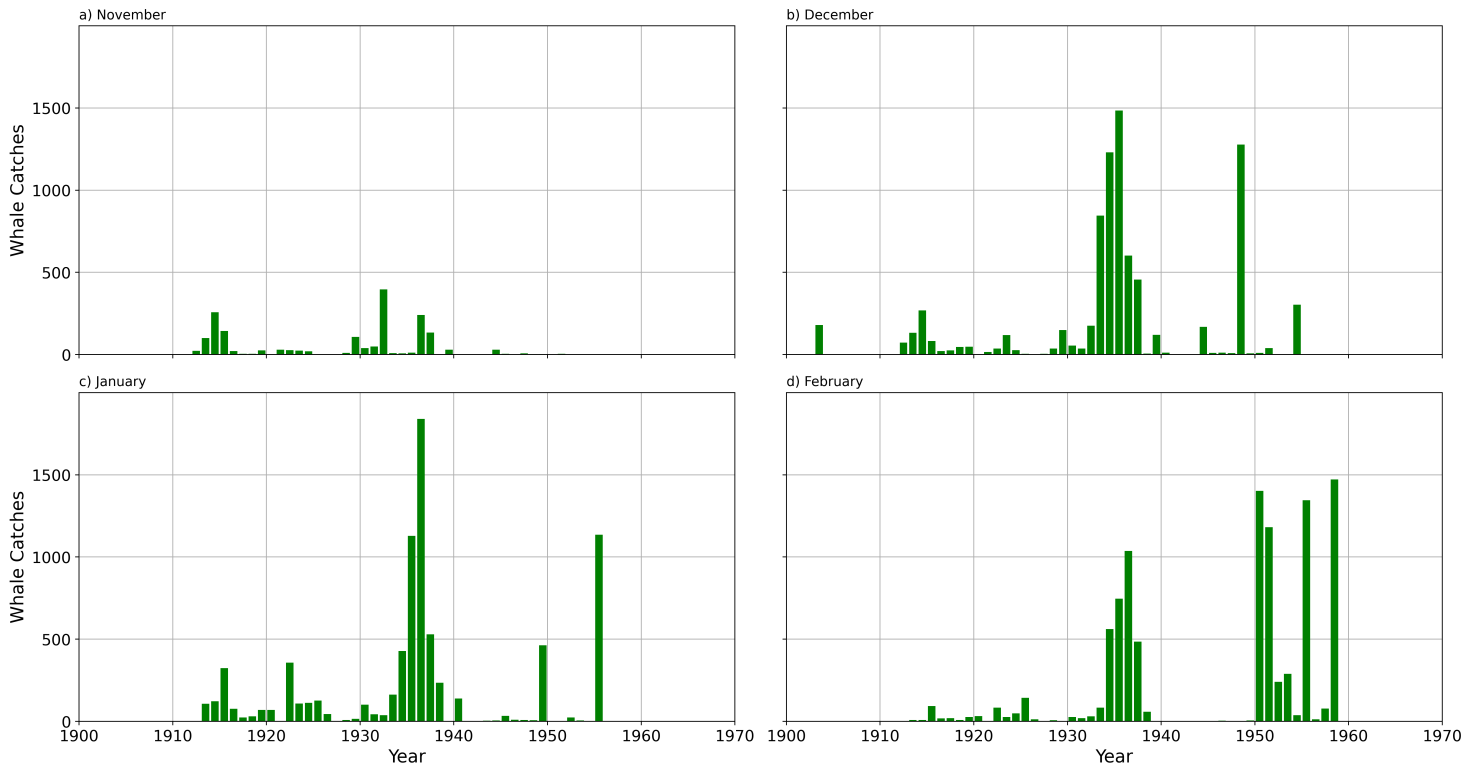 a) November
b) December
Whale Catches
1500
1000
500
0
c) January
d) February
Whale Catches
1500
1000
500
0
1900 1910 1920 1930 1940 1950 1960 1970
1900 1910 1920 1930 1940 1950 1960 1970
Year
Year